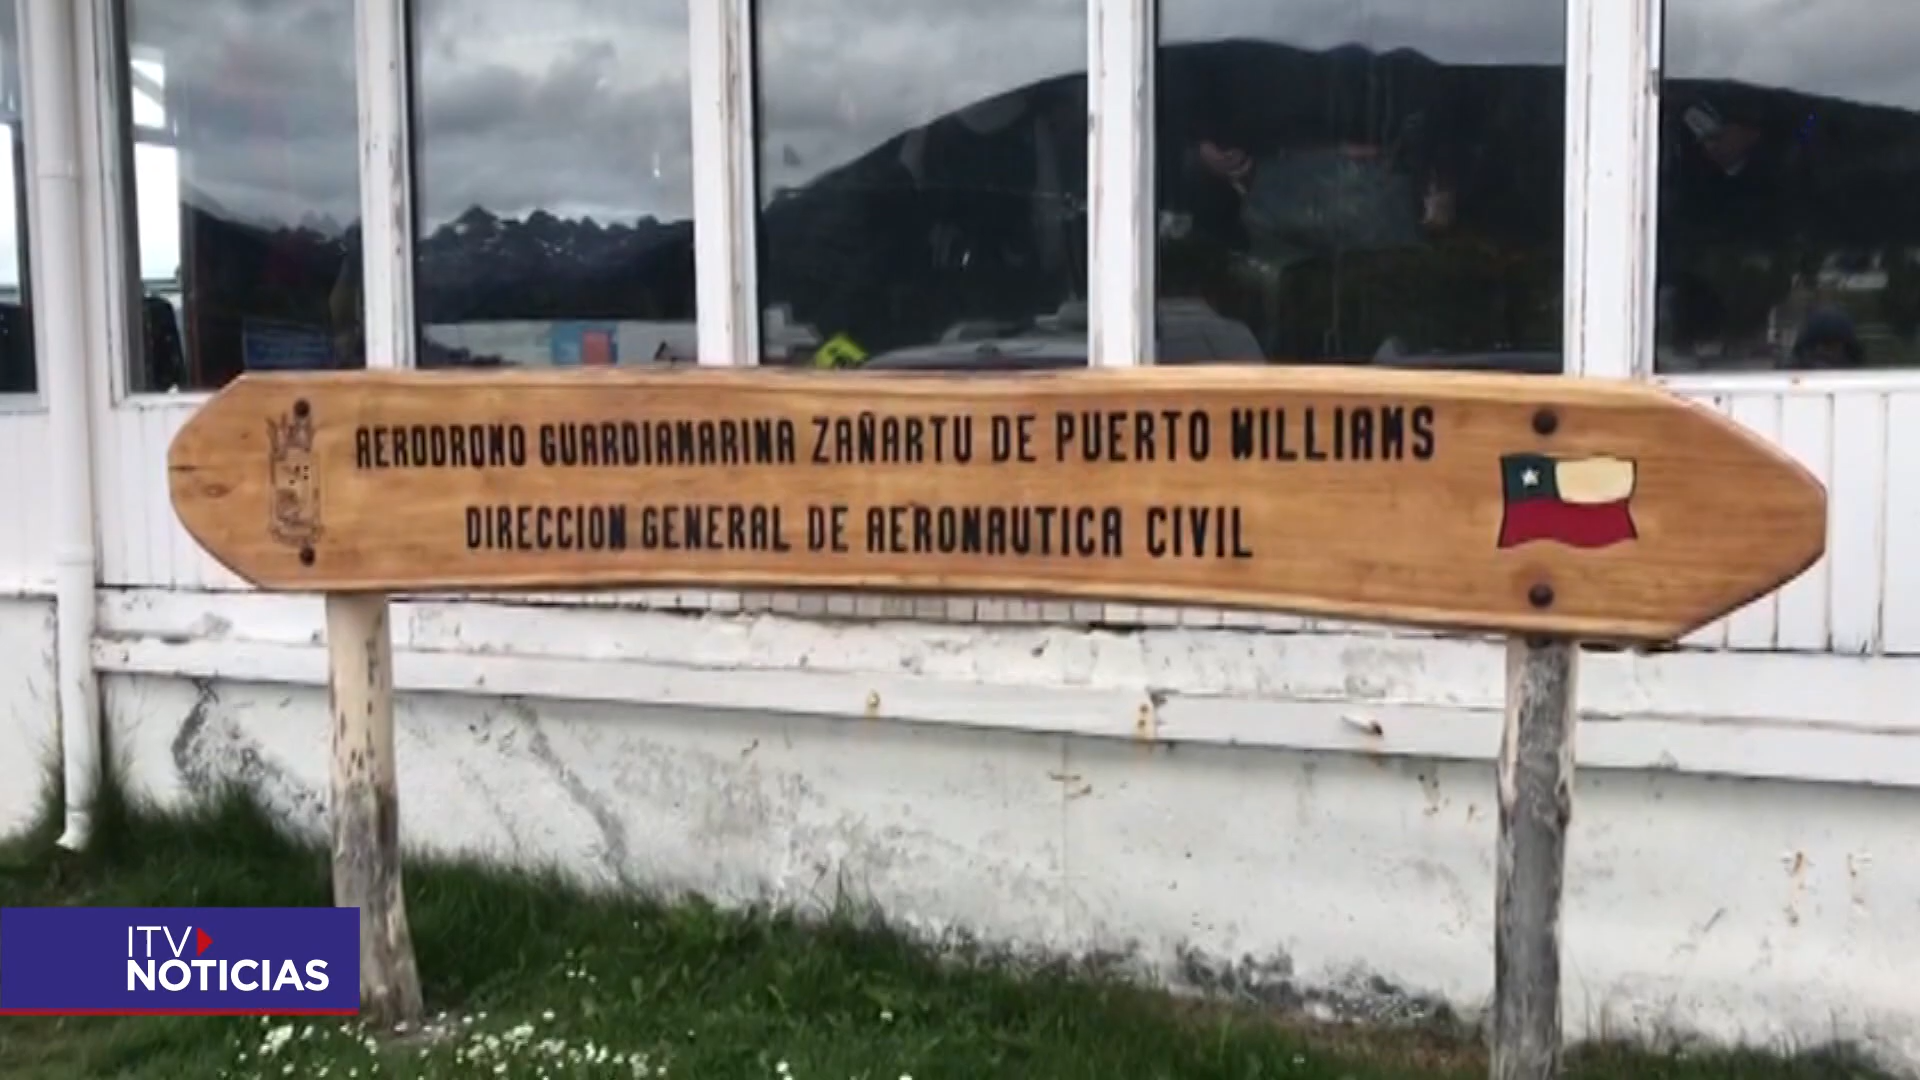 AERODROMO GUARDIAMARINA ZAÑARTU DE PUERTO WILLIAMS
DIRECCION GENERAL DE AERONAUTICA CIVIL
ITV
NOTICIAS